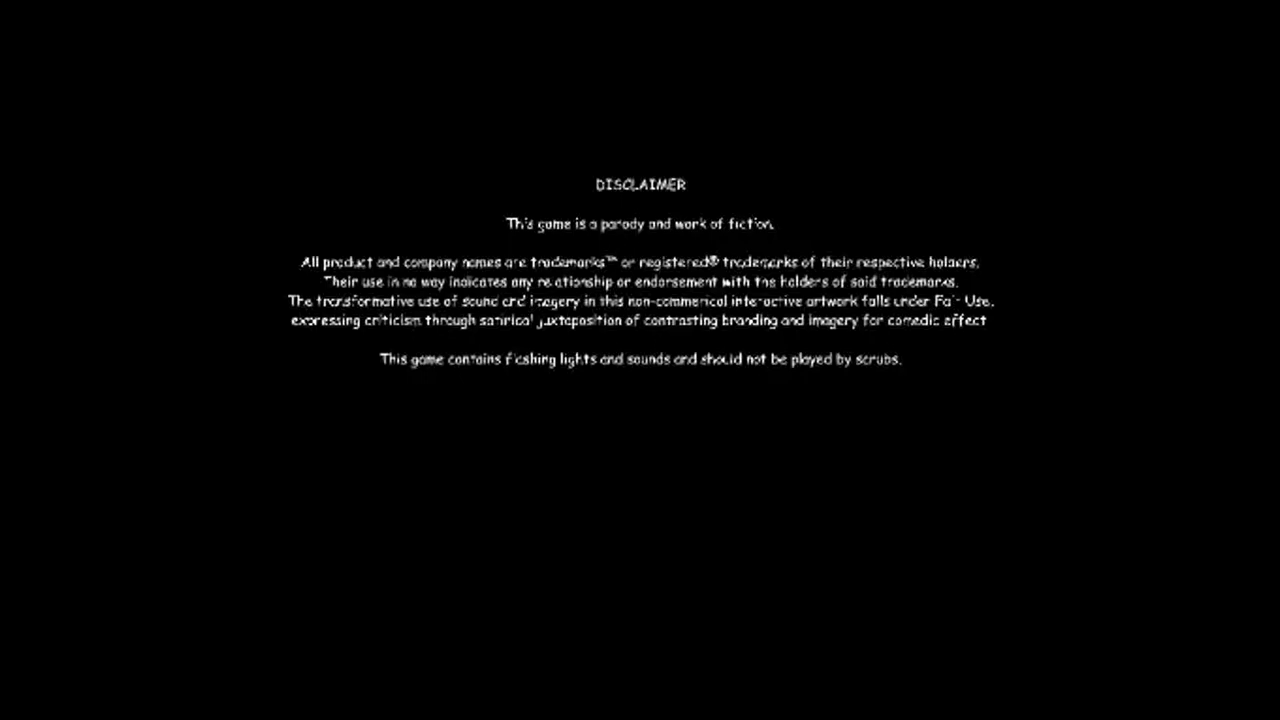 DISCLAIMER
This game is a parody and work of fiction.
All product and company names are trademarks™ or registered® trademarks of their respective holders.
Their use in no way indicates any relationship or endorsement with the holders of said trademarks.
The transformative use of sound and imagery in this non-commerical interactive artwork falls under Fair Use,
expressing criticism through satirical juxtaposition of contrasting branding and imagery for comedic effect
This game contains flashing lights and sounds and should not be played by scrubs.